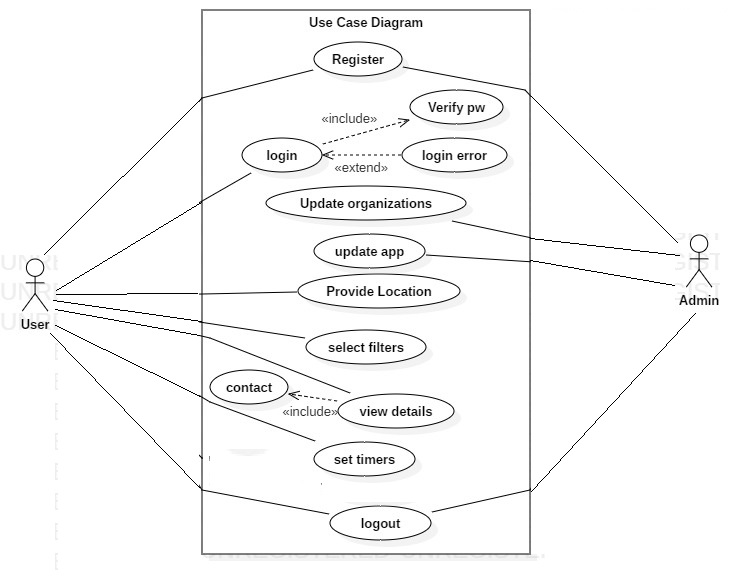 Use Case Diagram
Register
Verify pw
«include»
login
login error
«extend»
Update organizations
update app
Provide Location
User
Admin
select filters
contact
«include»
view details
set timers
logout